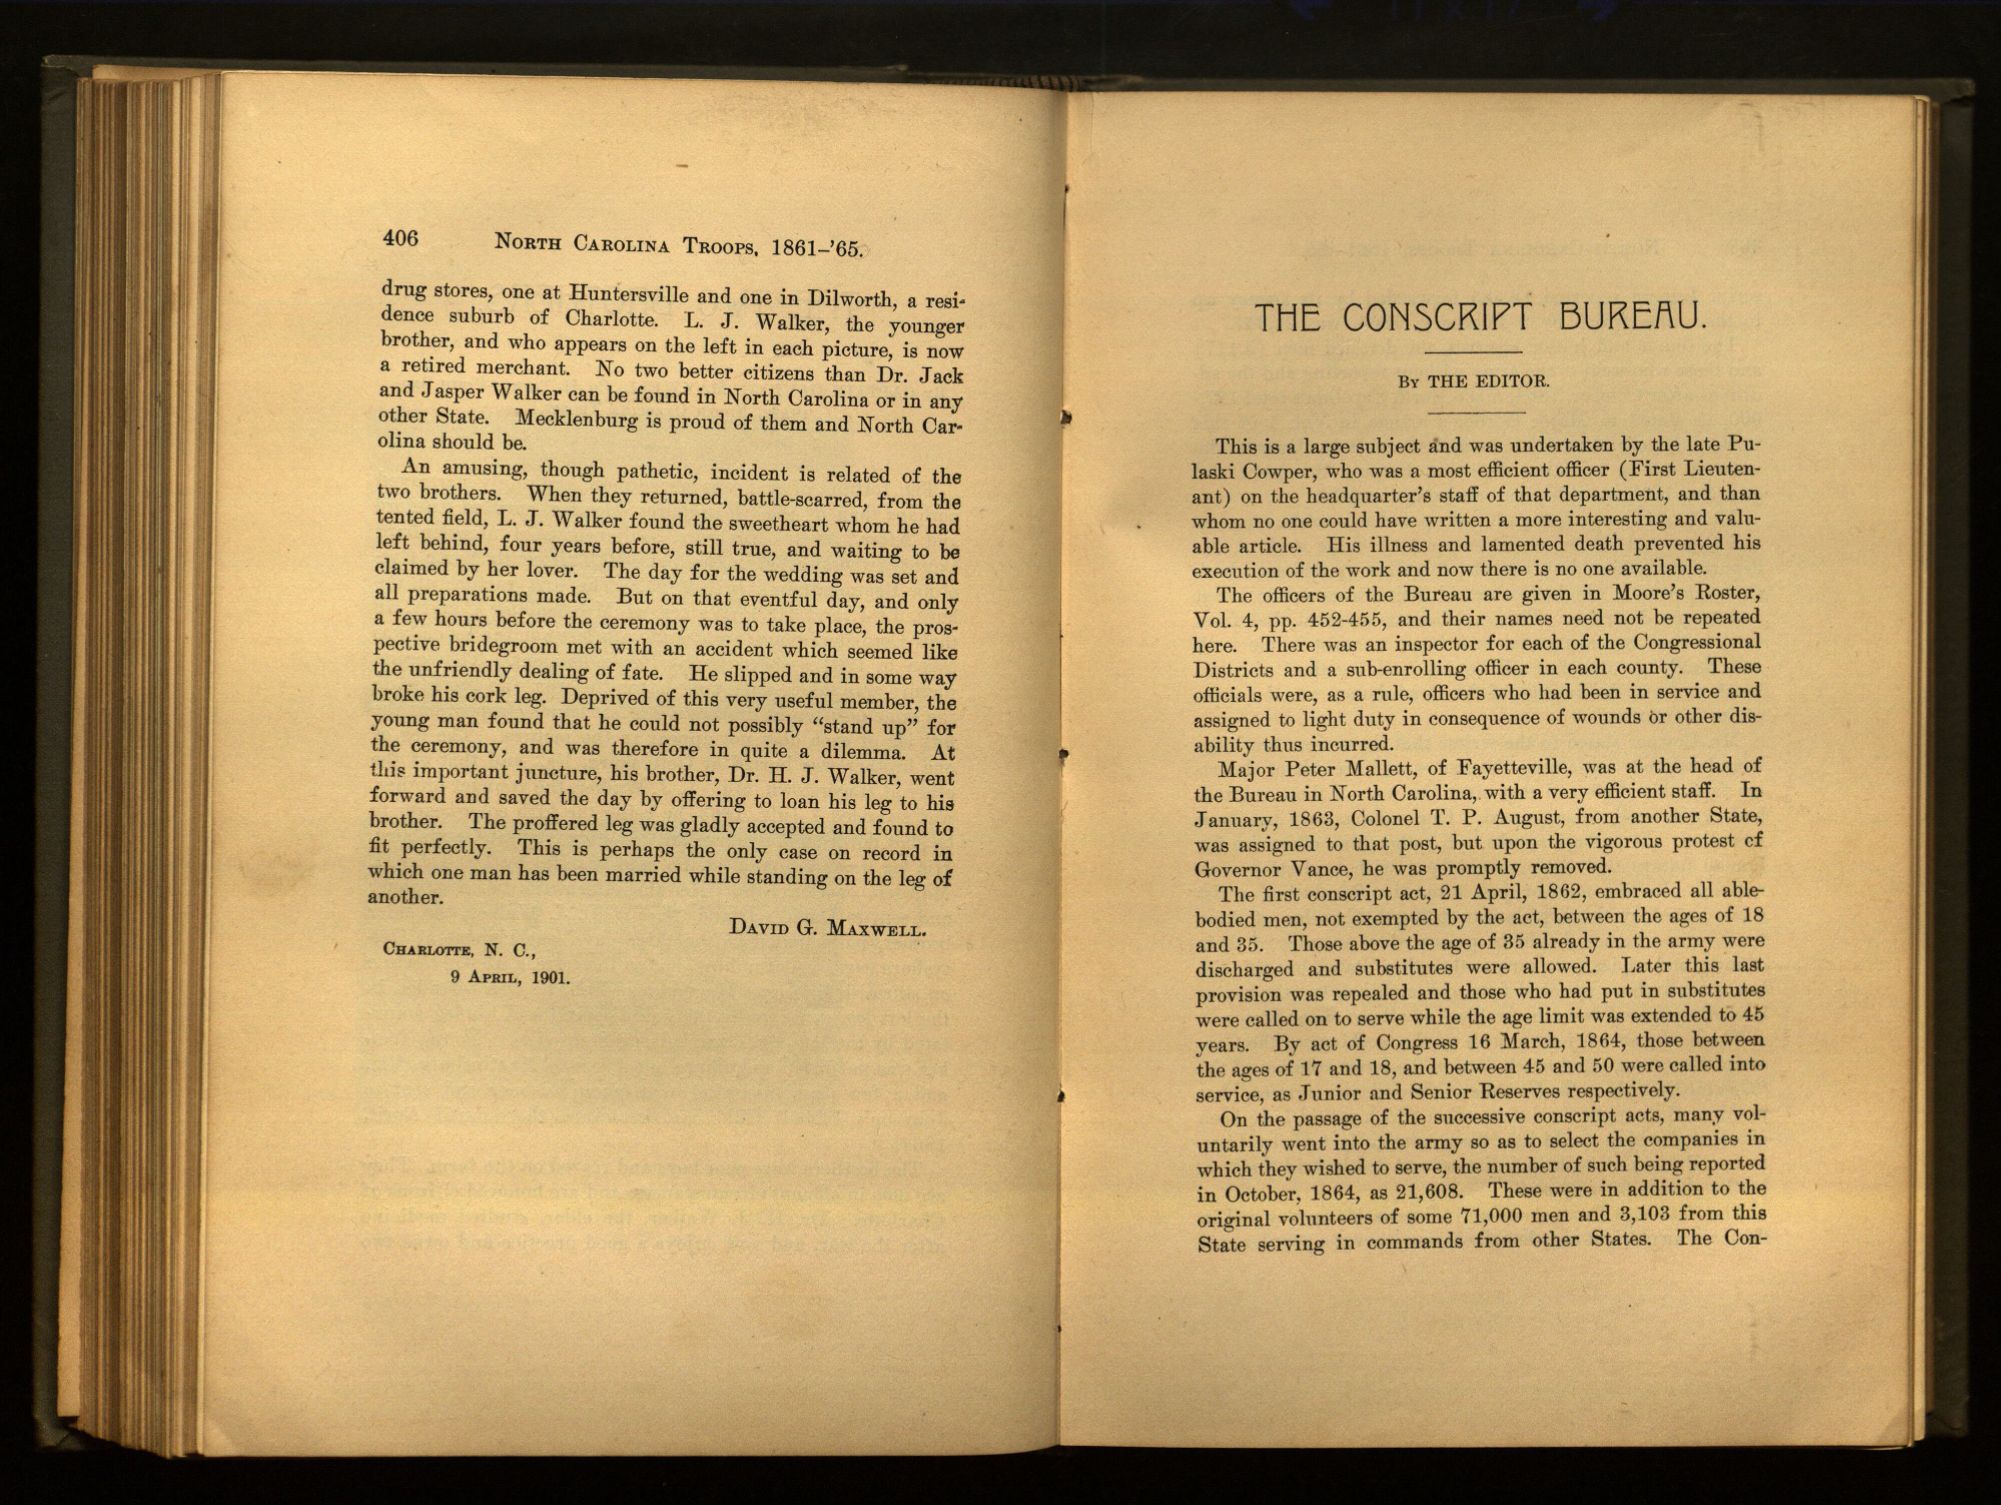 406 North Carolina Troops, 1861-'65.
drug stores, one at Huntersville and one in Dilworth, a resi-
dence suburb of Charlotte. L. J. Walker, the younger
brother, and who appears on the left in each picture, is now
a retired merchant. No two better citizens than Dr. Jack
and Jasper Walker can be found in North Carolina or in any
other State. Mecklenburg is proud of them and North Car-
olina should be.
An amusing, though pathetic, incident is related of the
two brothers. When they returned, battle-scarred, from the
tented field, L. J. Walker found the sweetheart whom he had
left behind, four years before, still true, and waiting to be
claimed by her lover. The day for the wedding was set and
all preparations made. But on that eventful day, and only
a few hours before the ceremony was to take place, the pros-
pective bridegroom met with an accident which seemed like
the unfriendly dealing of fate. He slipped and in some way
broke his cork leg. Deprived of this very useful member, the
young man found that he could not possibly “stand up” for
the ceremony, and was therefore in quite a dilemma. At
this important juncture, his brother, Dr. H. J. Walker, went
forward and saved the day by offering to loan his leg to his
brother. The proffered leg was gladly accepted and found to
fit perfectly. This is perhaps the only case on record in
which one man has been married while standing on the leg of
another.
David G. Maxwell.
Charlotte, N. C.,
9 April, 1901.
THE CONSCRIPT BUREAU.
By THE EDITOR.
This is a large subject and was undertaken by the late Pu-
laski Cowper, who was a most efficient officer (First Lieuten-
ant) on the headquarter's staff of that department, and than
whom no one could have written a more interesting and valu-
able article. His illness and lamented death prevented his
execution of the work and now there is no one available.
The officers of the Bureau are given in Moore's Roster,
Vol. 4, pp. 452-455, and their names need not be repeated
here. There was an inspector for each of the Congressional
Districts and a sub-enrolling officer in each county. These
officials were, as a rule, officers who had been in service and
assigned to light duty in consequence of wounds or other dis-
ability thus incurred.
Major Peter Mallett, of Fayetteville, was at the head of
the Bureau in North Carolina, with a very efficient staff. In
January, 1863, Colonel T. P. August, from another State,
was assigned to that post, but upon the vigorous protest cf
Governor Vance, he was promptly removed.
The first conscript act, 21 April, 1862, embraced all able-
bodied men, not exempted by the act, between the ages of 18
and 35. Those above the age of 35 already in the army were
discharged and substitutes were allowed. Later this last
provision was repealed and those who had put in substitutes
were called on to serve while the age limit was extended to 45
years. By act of Congress 16 March, 1864, those between
the ages of 17 and 18, and between 45 and 50 were called into
service, as Junior and Senior Reserves respectively.
On the passage of the successive conscript acts, many vol-
untarily went into the army so as to select the companies in
which they wished to serve, the number of such being reported
in October, 1864, as 21,608. These were in addition to the
original volunteers of some 71,000 men and 3,103 from this
State serving in commands from other States. The Con-